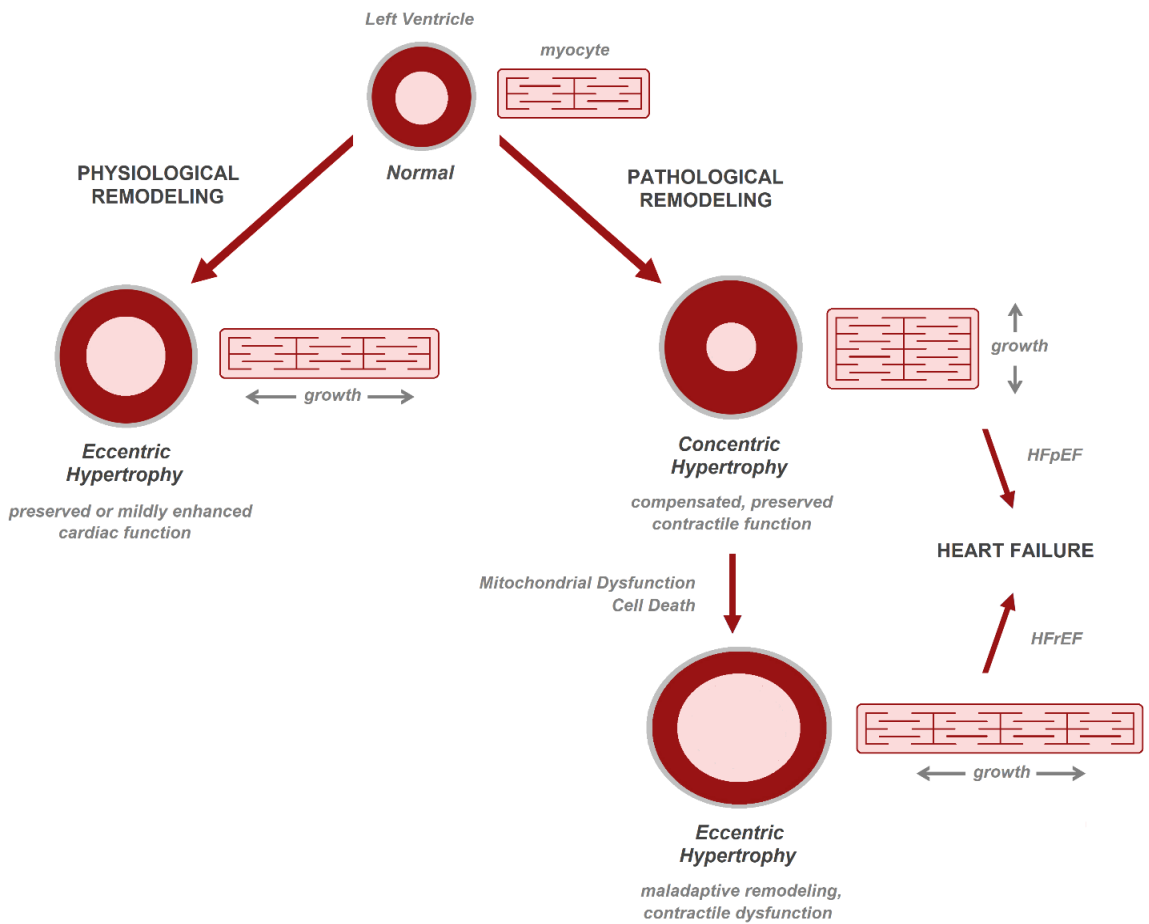 Left Ventricle
myocyte
Normal
PHYSIOLOGICAL
REMODELING
PATHOLOGICAL
REMODELING
growth
Eccentric
Hypertrophy
preserved or mildly enhanced
cardiac function
growth
Concentric
Hypertrophy
compensated, preserved
contractile function
HFpEF
HEART FAILURE
Mitochondrial Dysfunction
Cell Death
HFrEF
growth
Eccentric
Hypertrophy
maladaptive remodeling,
contractile dysfunction